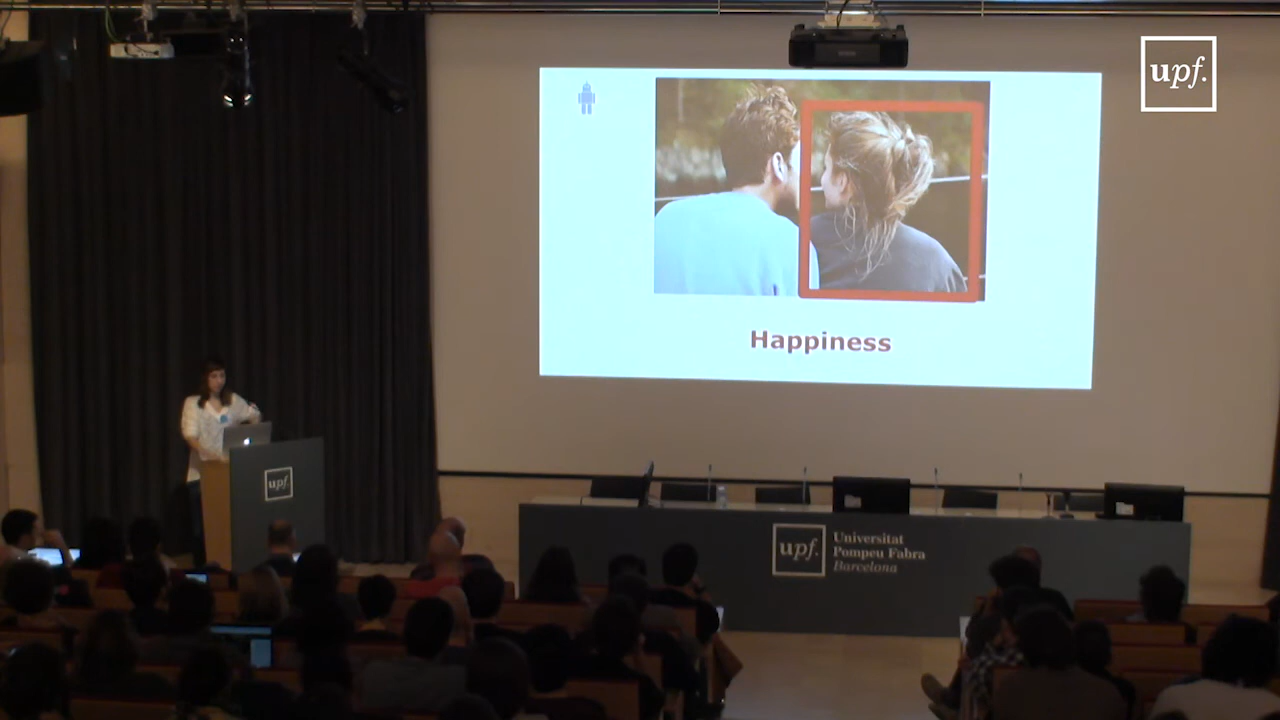 upf.
Happiness
upf.
upf.
Universitat
Pompeu Fabra
Barcelona